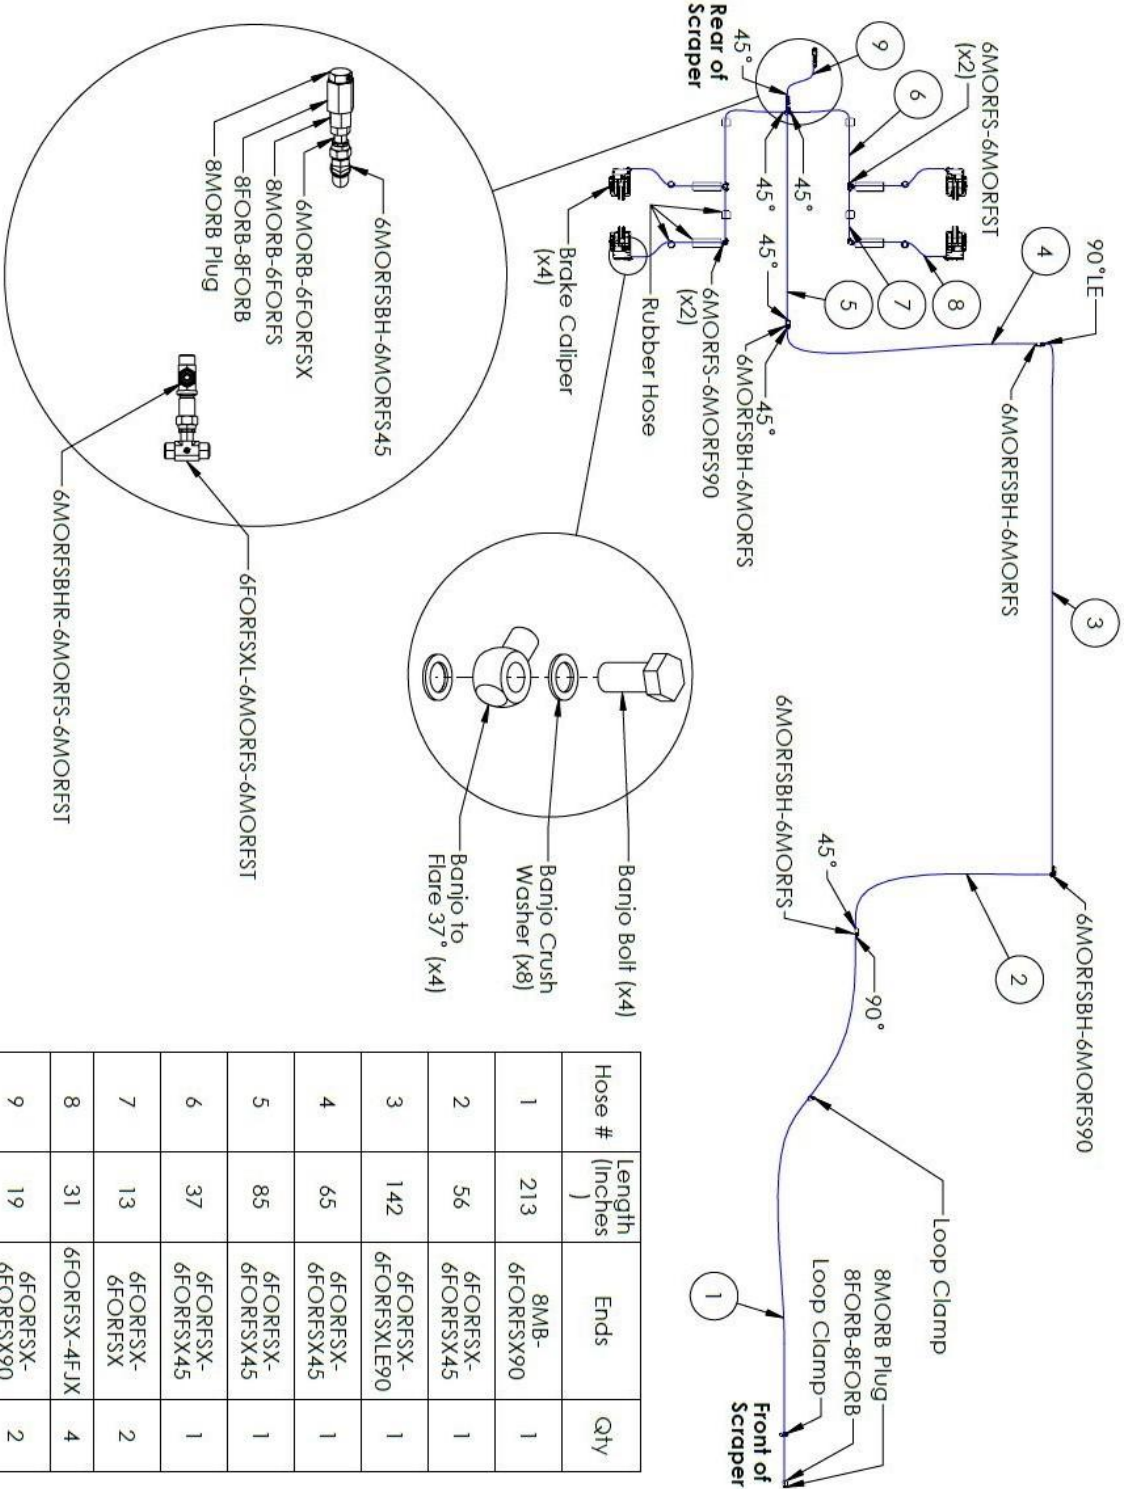 Rear of
Scraper
45°
9
6MORFS-6MORFST
(x2)
6
45°
45°
45°
7
8
5
4
90°LE
6MORFSBH-6MORFS
3
6MORFSBH-6MORFS90
2
45°
90°
6MORFSBH-6MORFS
Loop Clamp
1
8MORB Plug
8FORB-8FORB
Loop Clamp
Front of
Scraper
45°
6MORFSBH-6MORFS
6MORFS-6MORFS90
(x2)
Rubber Hose
Brake Caliper
(x4)
6MORFSBH-6MORFS45
6MORB-6FORFSX
8MORB-6FORFS
8FORB-8FORB
8MORB Plug
6FORFSXL-6MORFS-6MORFST
6MORFSBHR-6MORFS-6MORFST
Banjo Bolt (x4)
Banjo Crush
Washer (x8)
Banjo to
Flare 37° (x4)
Hose # Length (Inches) Ends Qty
1 213 8MB-6FORFSX90 1
2 56 6FORFSX-6FORFSX45 1
3 142 6FORFSX-6FORFSXLE90 1
4 65 6FORFSX-6FORFSX45 1
5 85 6FORFSX-6FORFSX45 1
6 37 6FORFSX-6FORFSX45 1
7 13 6FORFSX-6FORFSX 2
8 31 6FORFSX-4FJX 4
9 19 6FORFSX-6FORFSX90 2